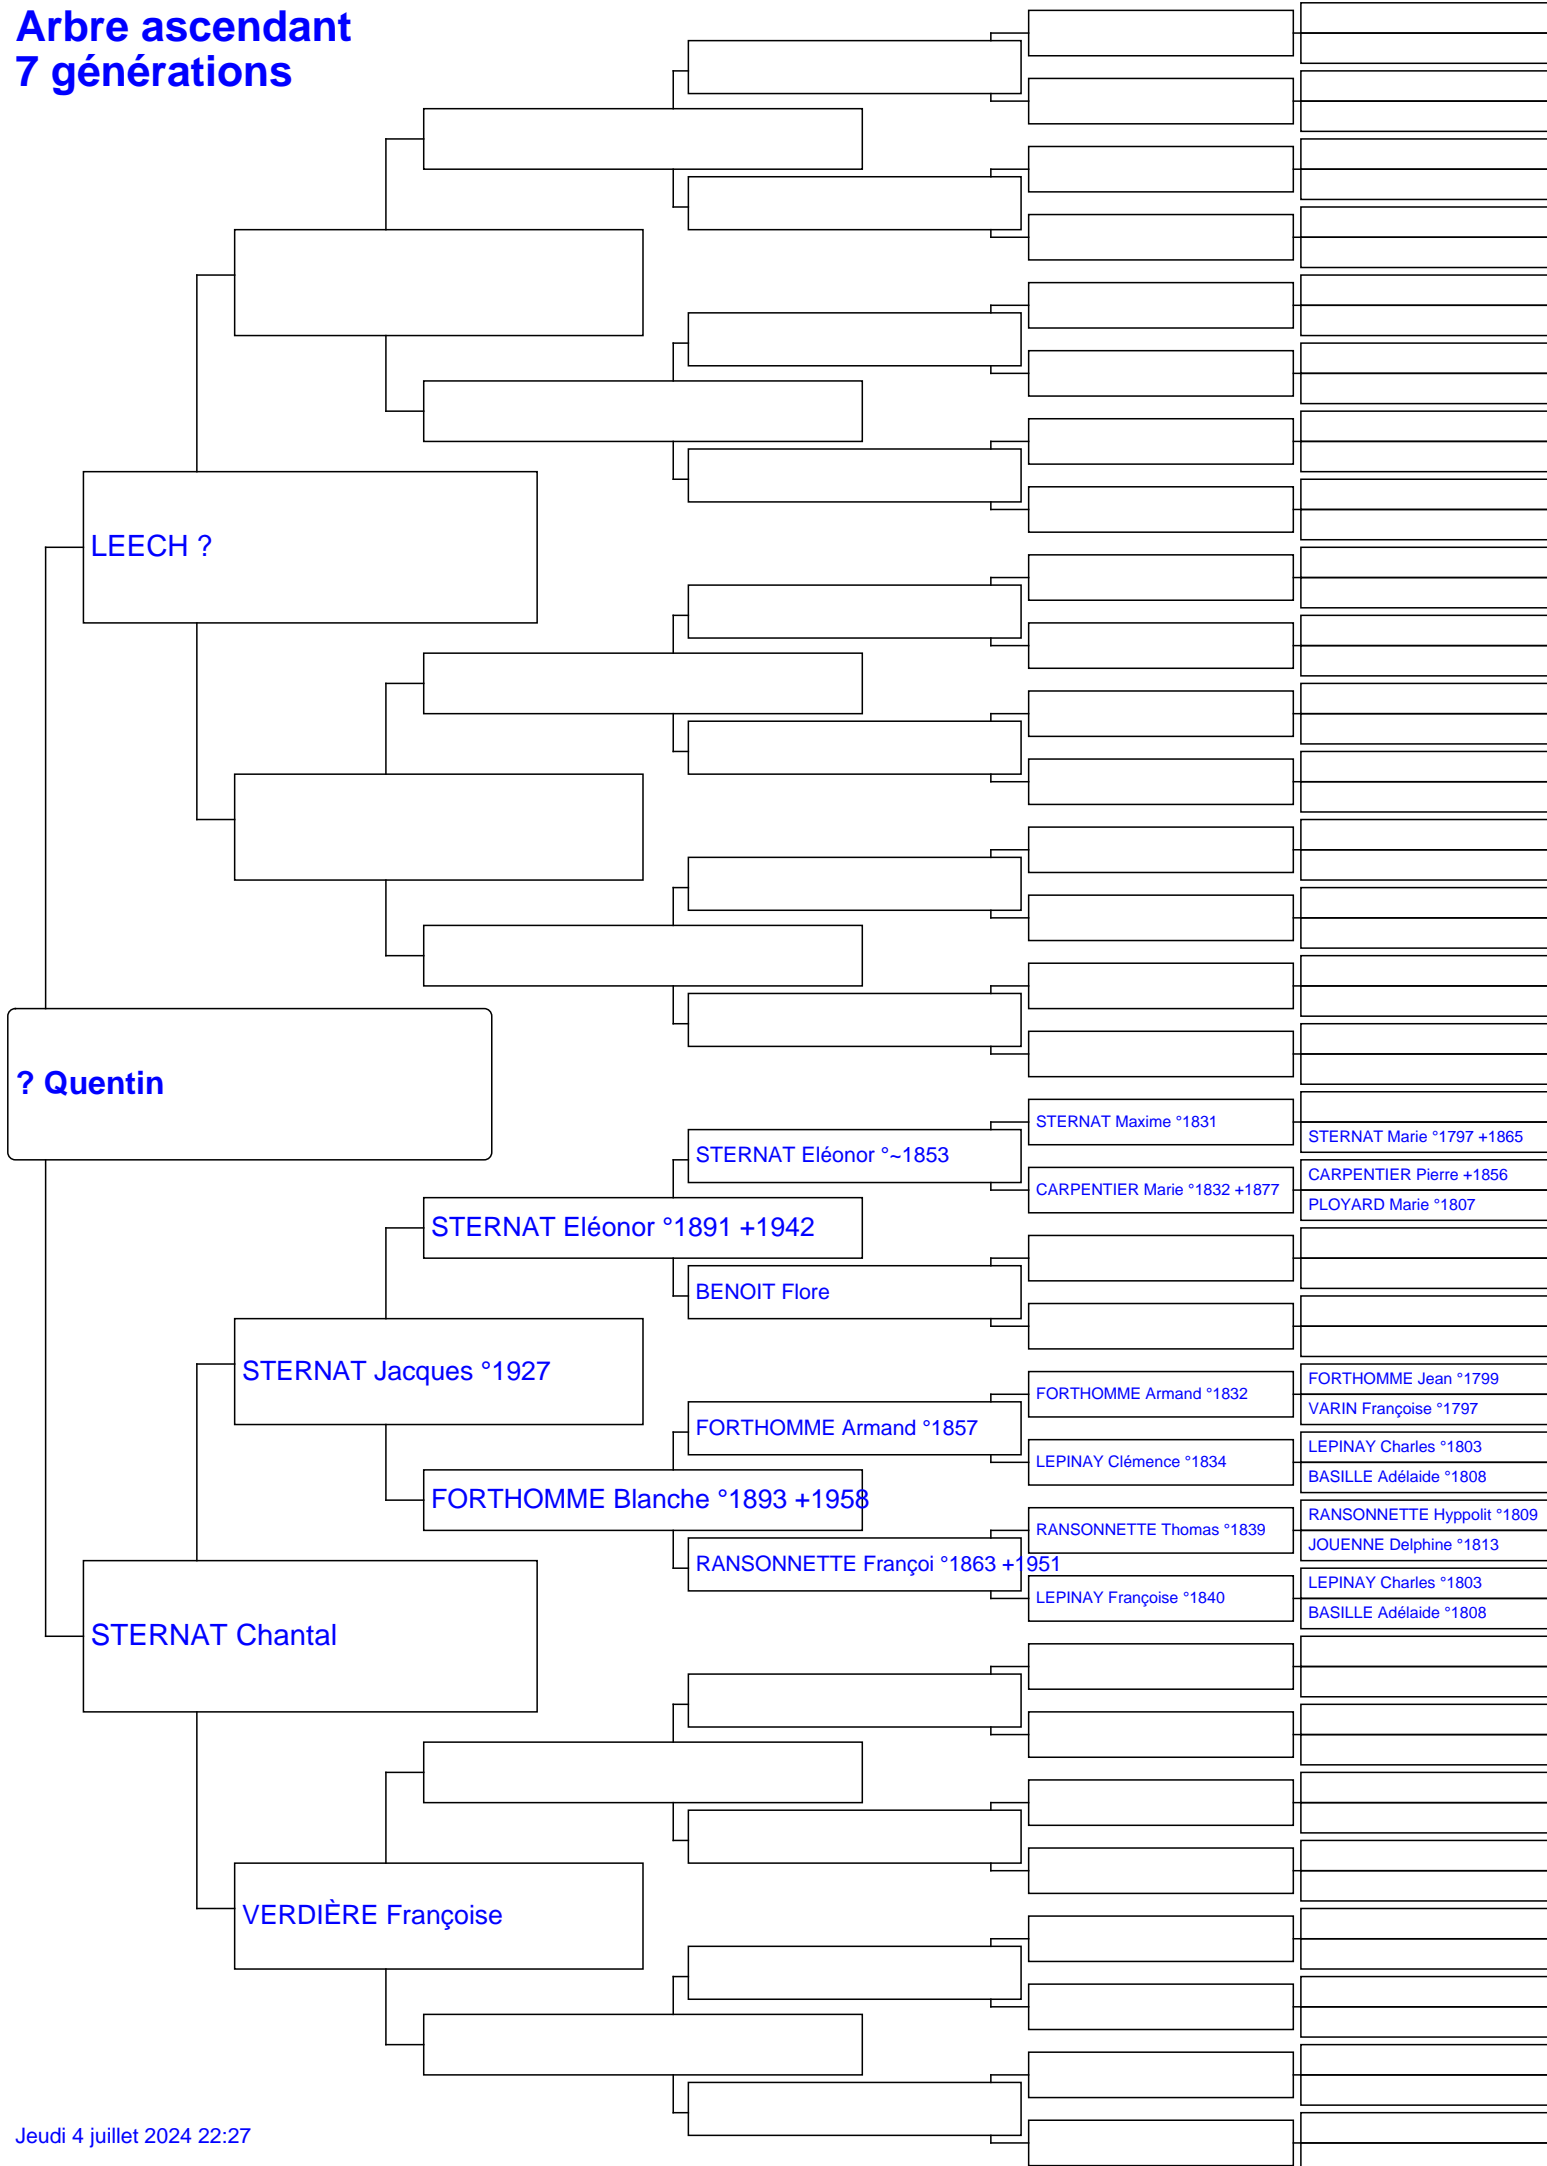 Arbre ascendant
7 générations
LEECH ?
? Quentin
STERNAT Maxime °1831
STERNAT Marie °1797 +1865
STERNAT Eléonor °~1853
CARPENTIER Pierre +1856
CARPENTIER Marie °1832 +1877
PLOYARD Marie °1807
STERNAT Eléonor °1891 +1942
BENOIT Flore
STERNAT Jacques °1927
FORTHOMME Jean °1799
FORTHOMME Armand °1832
VARIN Françoise °1797
FORTHOMME Armand °1857
LEPINAY Charles °1803
LEPINAY Clémence °1834
BASILLE Adélaide °1808
FORTHOMME Blanche °1893 +1958
RANSONNETTE Hyppolit °1809
RANSONNETTE Thomas °1839
JOUENNE Delphine °1813
RANSONNETTE Françoi °1863 +1951
LEPINAY Charles °1803
LEPINAY Françoise °1840
BASILLE Adélaide °1808
STERNAT Chantal
VERDIÈRE Françoise
Jeudi 4 juillet 2024 22:27